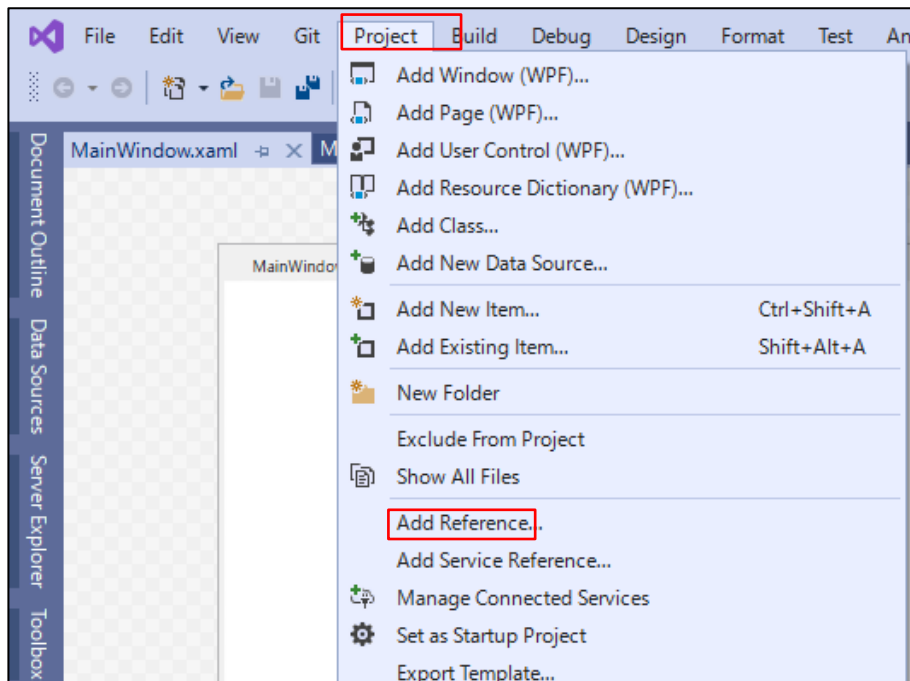 File Edit View Git Project Build Debug Design Format Test
MainWindow.xaml
Document Outline
Data Sources
Server Explorer
Toolbox
Add Window (WPF)...
Add Page (WPF)...
Add User Control (WPF)...
Add Resource Dictionary (WPF)...
Add Class...
Add New Data Source...
Add New Item... Ctrl+Shift+A
Add Existing Item... Shift+Alt+A
New Folder
Exclude From Project
Show All Files
Add Reference...
Add Service Reference...
Manage Connected Services
Set as Startup Project
Export Template...